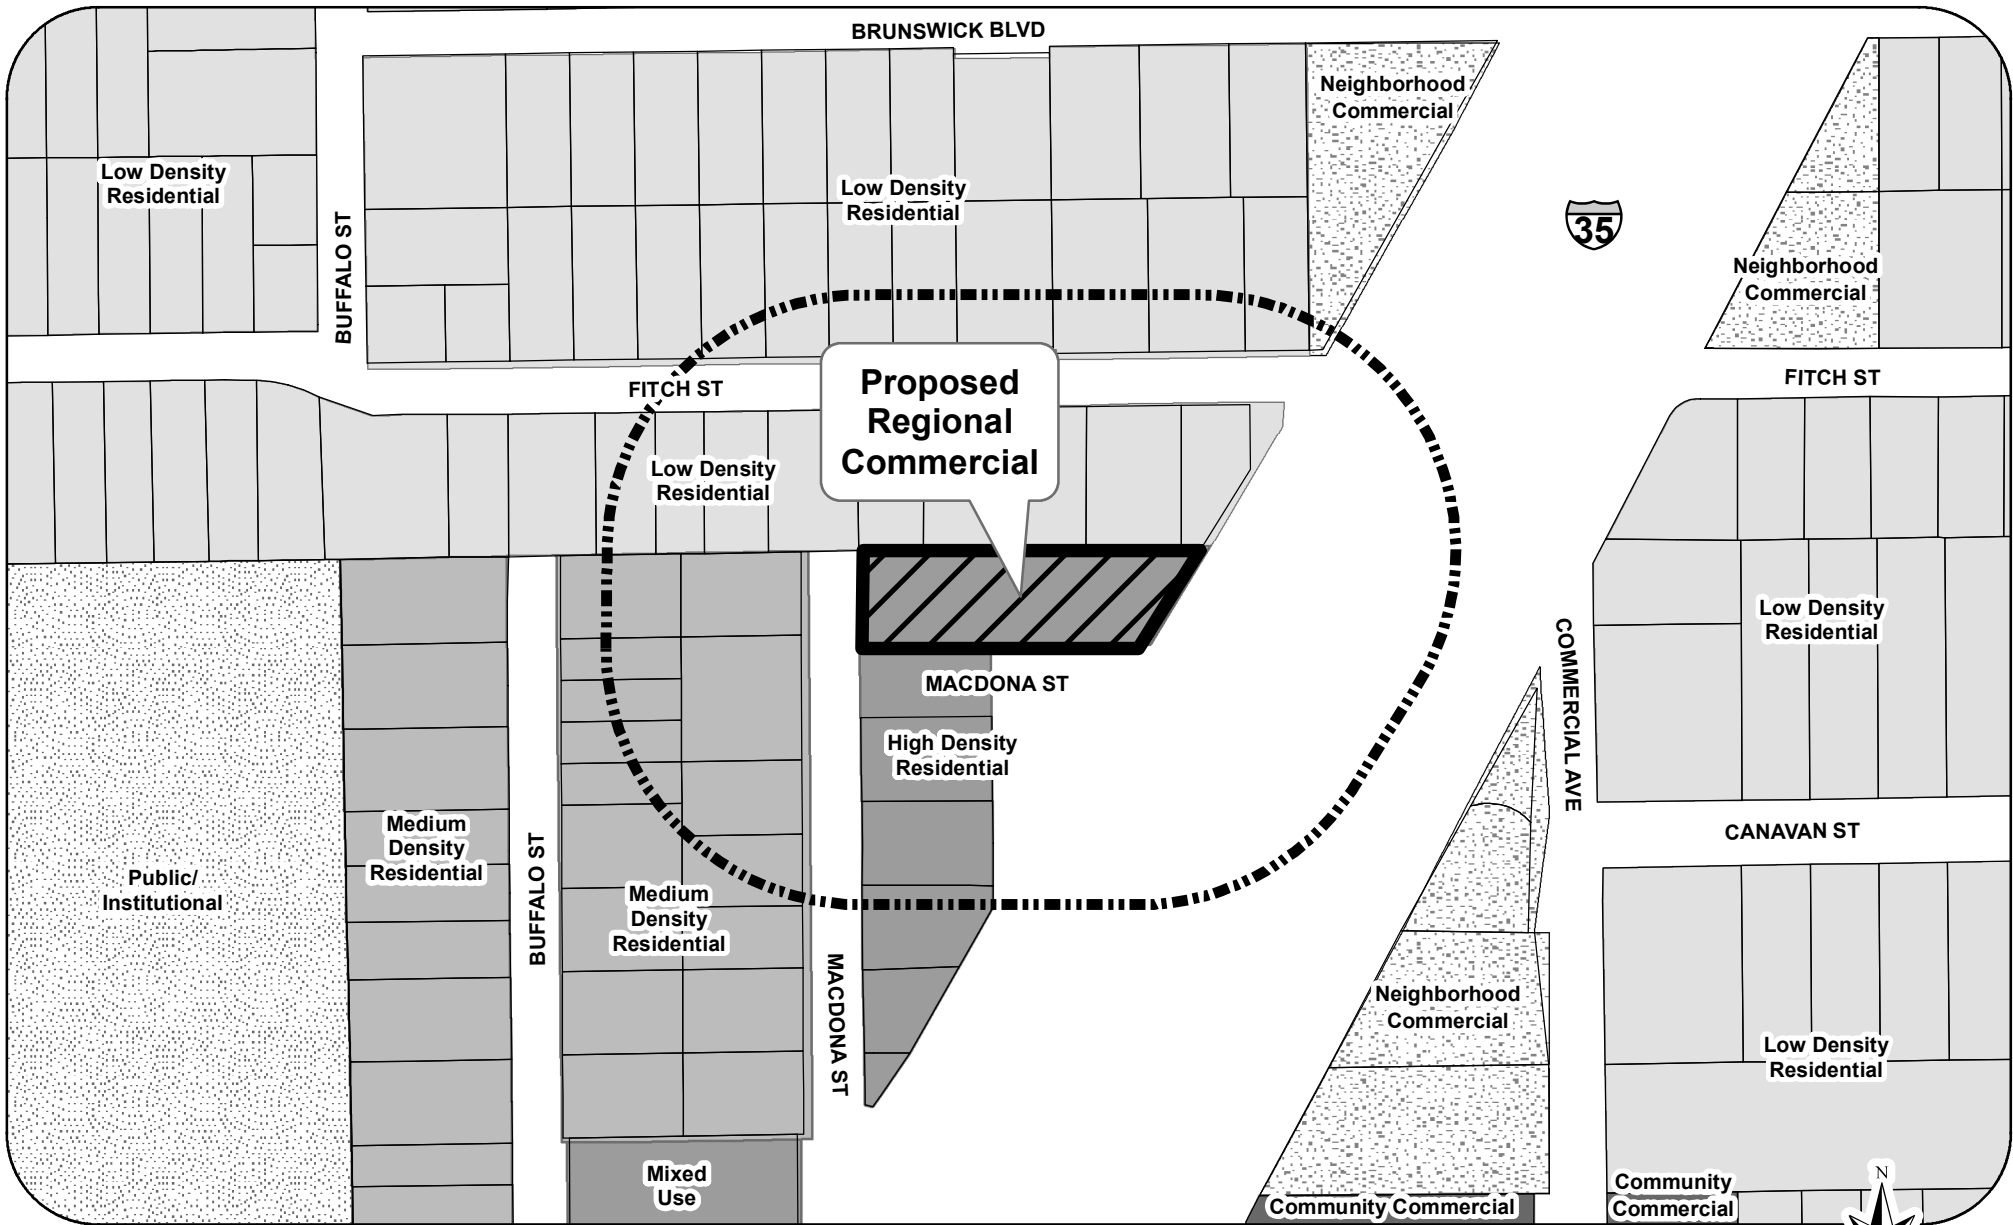 BRUNSWICK BLVD
Neighborhood
Commercial
Low Density
Residential
Low Density
Residential
BUFFALO ST
35
Neighborhood
Commercial
FITCH ST
Proposed
Regional
Commercial
FITCH ST
Low Density
Residential
Low Density
Residential
COMMERCIAL AVE
MACDONA ST
High Density
Residential
Medium
Density
Residential
CANAVAN ST
Public/
Institutional
BUFFALO ST
Medium
Density
Residential
MACDONA ST
Neighborhood
Commercial
Low Density
Residential
Mixed
Use
Community Commercial
Community
Commercial
N